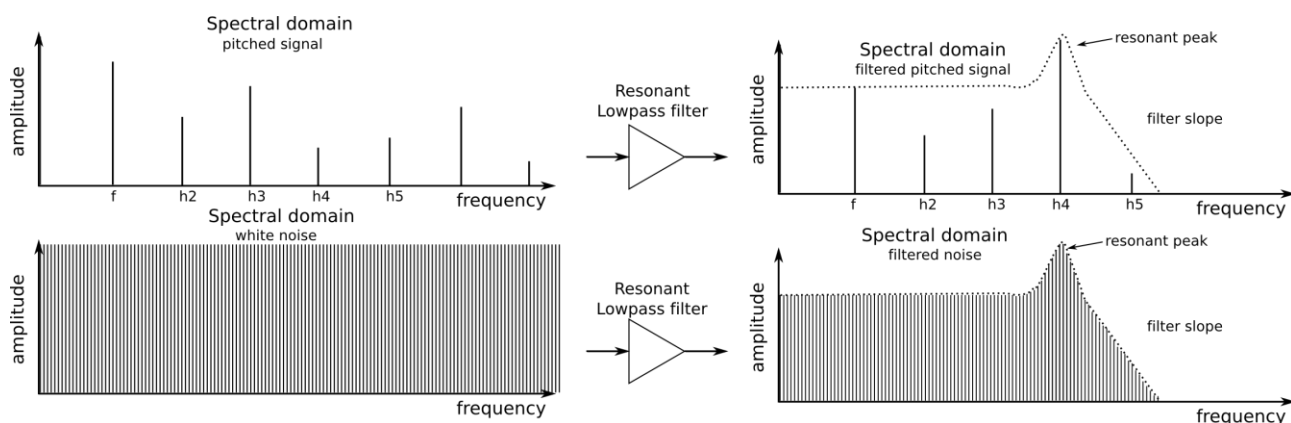 Spectral domain
pitched signal
amplitude
f h2 h3 h4 h5 frequency
Resonant
Lowpass filter
Spectral domain
filtered pitched signal
resonant peak
filter slope
amplitude
f h2 h3 h4 h5 frequency
Spectral domain
white noise
amplitude
frequency
Resonant
Lowpass filter
Spectral domain
filtered noise
resonant peak
filter slope
amplitude
frequency